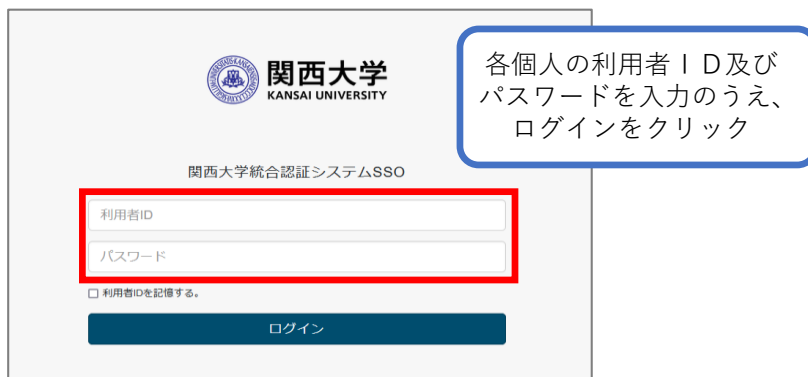 関西大学
KANSAI UNIVERSITY
各個人の利用者ＩＤ及び
パスワードを入力のうえ、
ログインをクリック
関西大学統合認証システムSSO
利用者ID
パスワード
利用者IDを記憶する。
ログイン